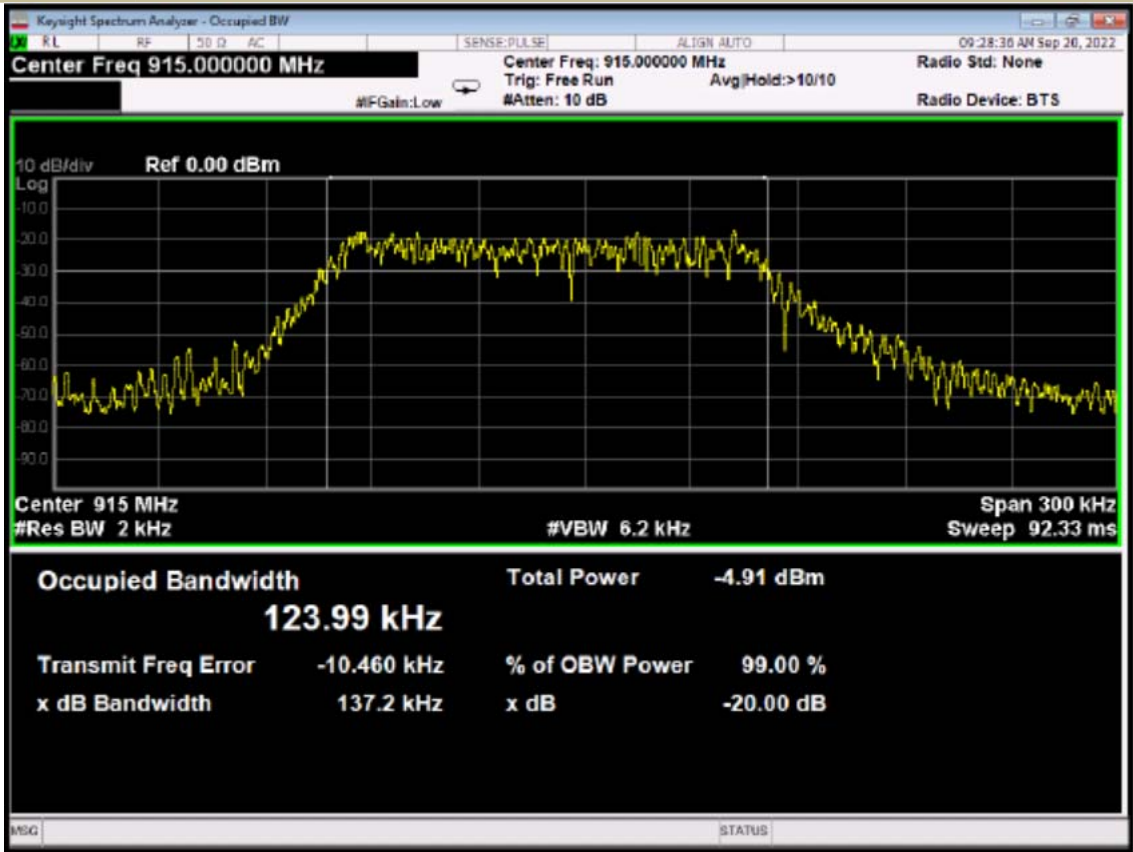 Keysight Spectrum Analyzer - Occupied BW
LXI RL RF 50 Ω AC SENSE:PULSE ALIGN AUTO 09:28:36 AM Sep 20, 2022
Center Freq 915.000000 MHz Center Freq: 915.000000 MHz Radio Std: None
Trig: Free Run Avg|Hold:>10/10
#IFGain:Low #Atten: 10 dB Radio Device: BTS
10 dB/div Ref 0.00 dBm
Log
-10.0
-20.0
-30.0
-40.0
-50.0
-60.0
-70.0
-80.0
-90.0
Center 915 MHz Span 300 kHz
#Res BW 2 kHz #VBW 6.2 kHz Sweep 92.33 ms
Occupied Bandwidth Total Power -4.91 dBm
123.99 kHz
Transmit Freq Error -10.460 kHz % of OBW Power 99.00 %
x dB Bandwidth 137.2 kHz x dB -20.00 dB
MSG STATUS